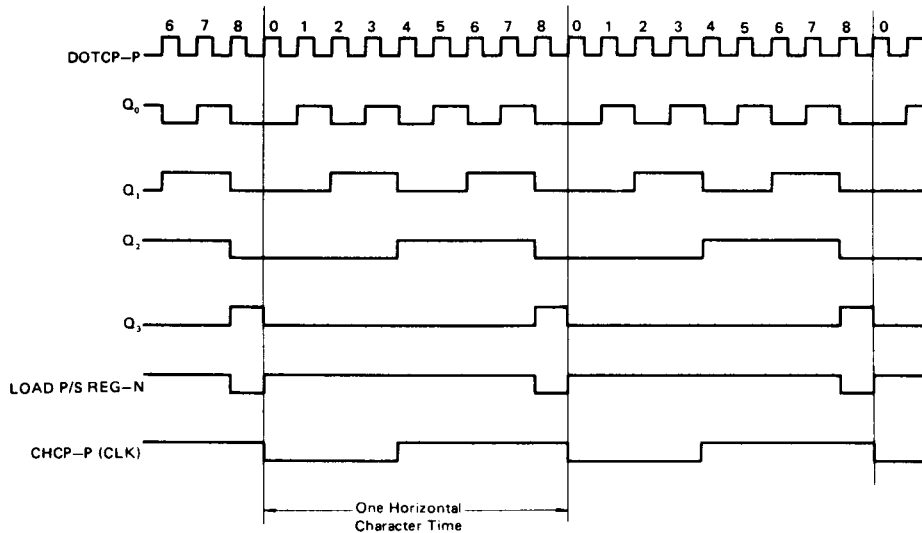 6 7 8 0 1 2 3 4 5 6 7 8 0 1 2 3 4 5 6 7 8 0
DOTCP–P
Q₀
Q₁
Q₂
Q₃
LOAD P/S REG–N
CHCP–P (CLK)
One Horizontal
Character Time